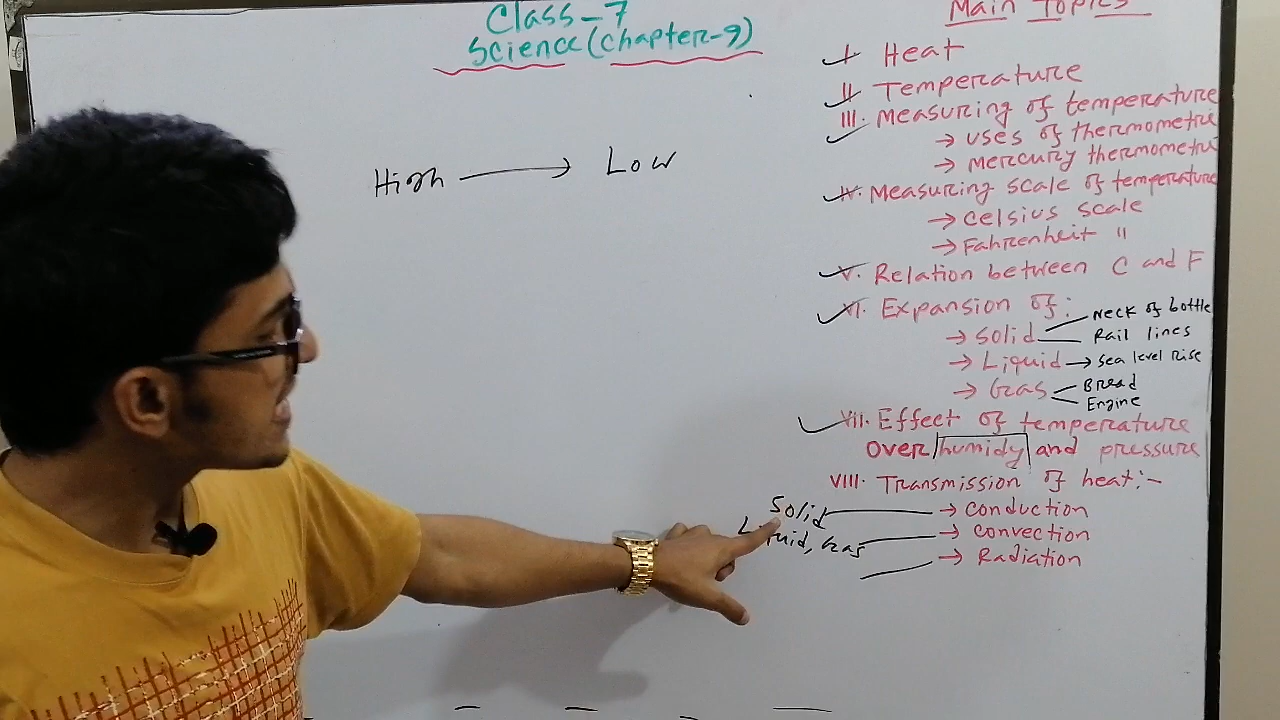 Class-7
Science (Chapter-9)
High → Low
Main Topics
I Heat
II Temperature
III. Measuring of temperature
→ uses of thermometri
→ Mercury thermometri
IV. Measuring scale of temperature
→ Celsius scale
→ Fahrenheit "
V. Relation between C and F
VI. Expansion of:
→ Solid Neck of bottle
Rail lines
→ Liquid → Sea level rise
→ Gas Bread
Engine
VII. Effect of temperature
over humidy and pressure
VIII. Transmission of heat:-
Solid → Conduction
Liquid, Gas → Convection
→ Radiation